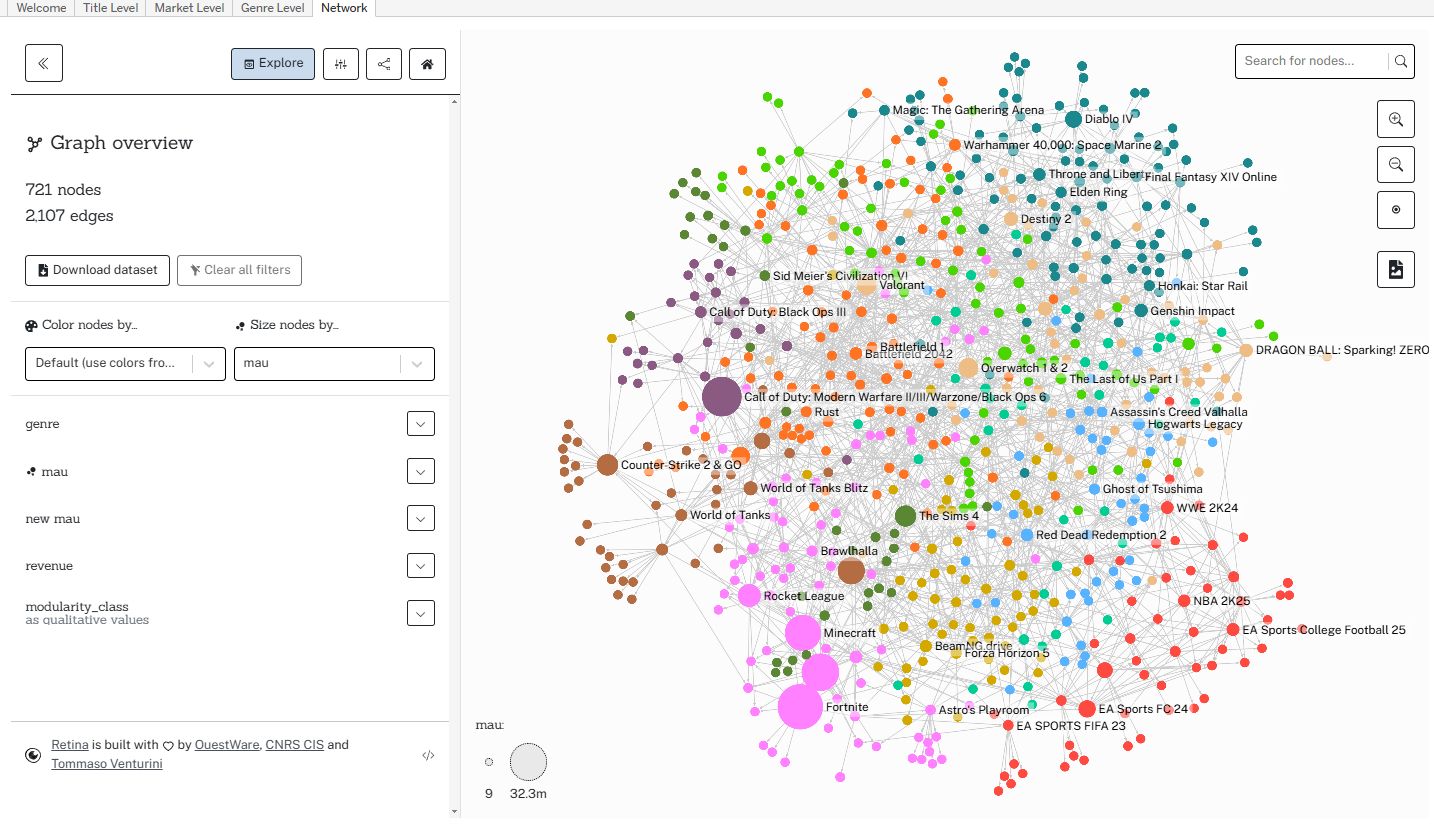 Welcome
Title Level
Market Level
Genre Level
Network
Explore
Graph overview
721 nodes
2,107 edges
Download dataset
Clear all filters
Color nodes by...
Size nodes by...
Default (use colors fro...
mau
genre
mau
new mau
revenue
modularity_class
as qualitative values
Retina is built with by OuestWare, CNRS CIS and
Tommaso Venturini
</>
Search for nodes...
Magic: The Gathering Arena
Diablo IV
Warhammer 40,000: Space Marine 2
Throne and Liberty
Final Fantasy XIV Online
Elden Ring
Destiny 2
Sid Meier's Civilization VI
Valorant
Honkai: Star Rail
Call of Duty: Black Ops III
Genshin Impact
Battlefield 1
Battlefield 2042
DRAGON BALL: Sparking! ZERO
Overwatch 1 & 2
The Last of Us Part I
Call of Duty: Modern Warfare II/III/Warzone/Black Ops 6
Rust
Assassin's Creed Valhalla
Hogwarts Legacy
Counter-Strike 2 & GO
World of Tanks Blitz
Ghost of Tsushima
World of Tanks
The Sims 4
WWE 2K24
Red Dead Redemption 2
Brawlhalla
Rocket League
NBA 2K25
Minecraft
EA Sports College Football 25
BeamNG.drive
Forza Horizon 5
Fortnite
Astro's Playroom
EA Sports FC 24
EA SPORTS FIFA 23
mau:
9
32.3m